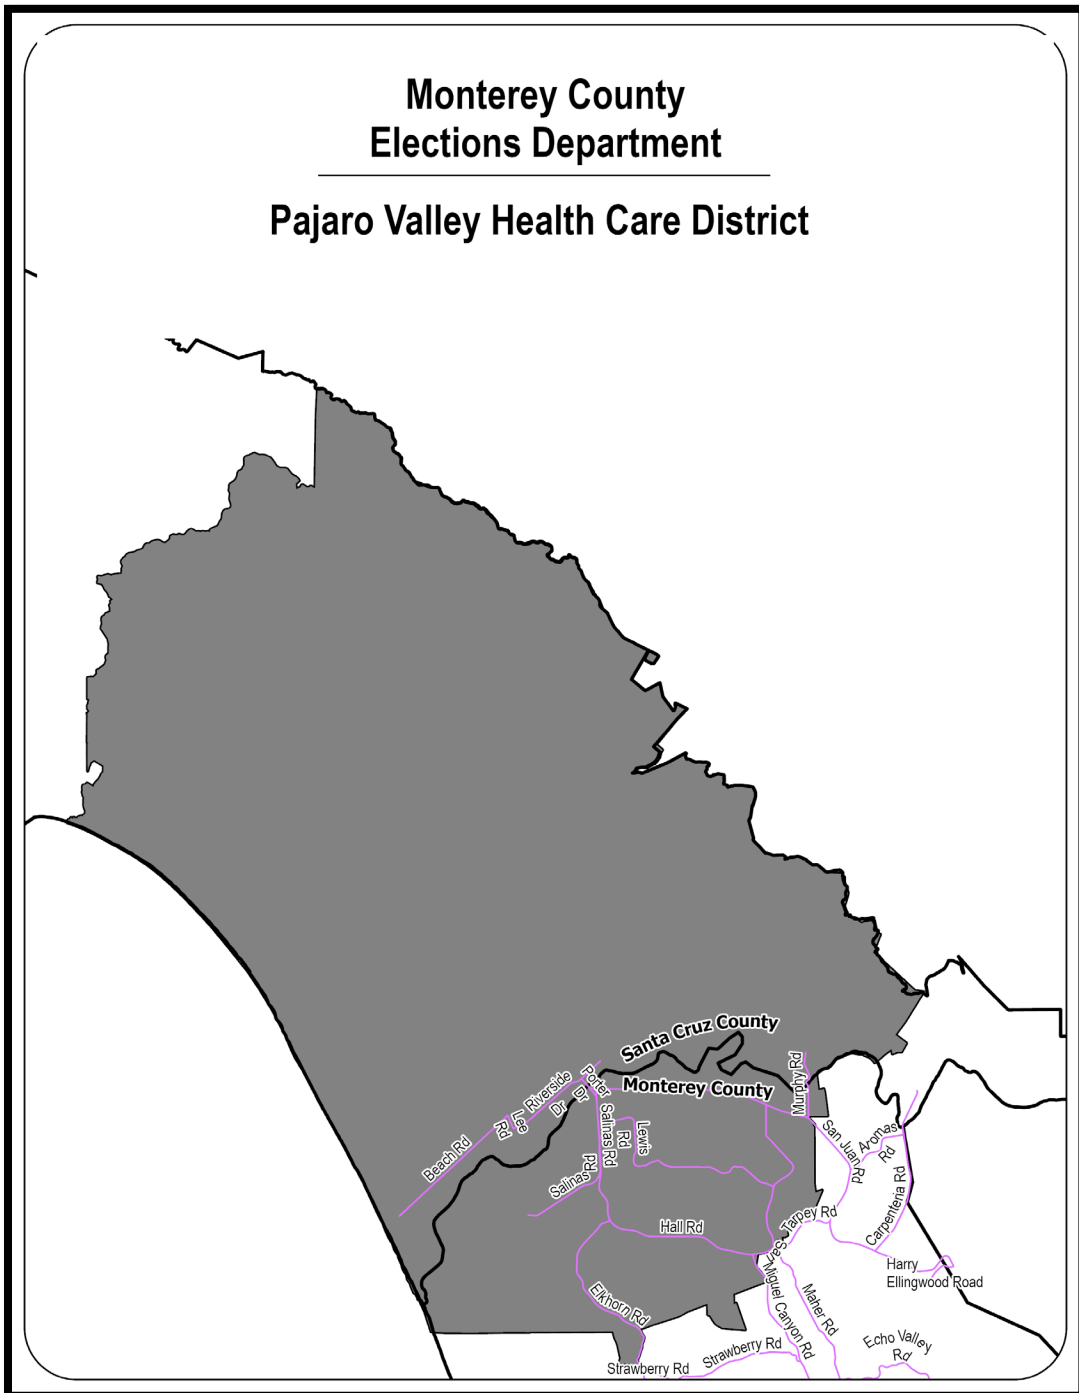 Monterey County
Elections Department
Pajaro Valley Health Care District
Santa Cruz County
Monterey County
Murphy Rd
Porter
Dr
Riverside
Dr
Lee
Rd
Beach Rd
Salinas Rd
Lewis
Rd
Salinas
Rd
San Juan Rd
Aromas
Rd
Carpenteria Rd
Tarpey Rd
Hall Rd
Harry
Ellingwood Road
Miguel Canyon Rd
Maher Rd
Elkhorn Rd
Echo Valley
Rd
Strawberry Rd
Strawberry Rd